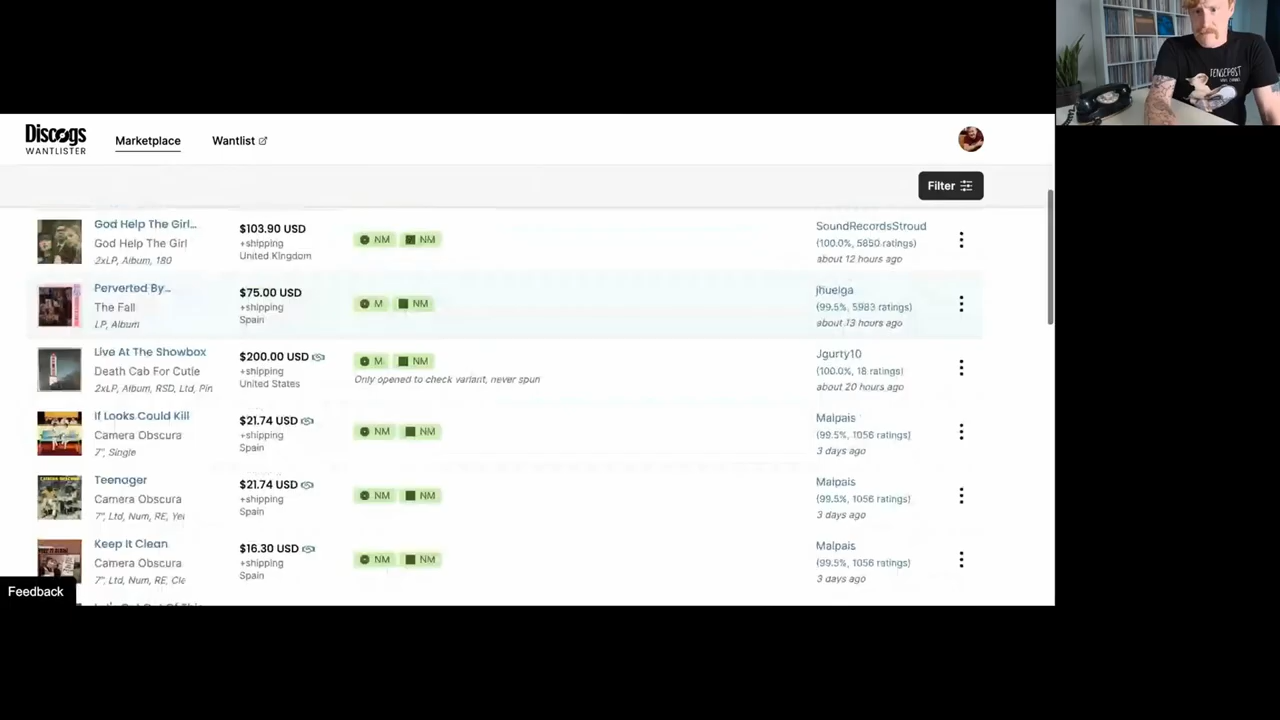 Discogs
WANTLISTER
Marketplace
Wantlist
Filter
God Help The Girl...
God Help The Girl
2xLP, Album, 180
$103.90 USD
+shipping
United Kingdom
NM NM
SoundRecordsStroud
(100.0%, 5850 ratings)
about 12 hours ago
Perverted By...
The Fall
LP, Album
$75.00 USD
+shipping
Spain
M NM
jhuelga
(99.5%, 5983 ratings)
about 13 hours ago
Live At The Showbox
Death Cab For Cutie
2xLP, Album, RSD, Ltd, Pin
$200.00 USD
+shipping
United States
M NM
Only opened to check variant, never spun
Jgurty10
(100.0%, 18 ratings)
about 20 hours ago
If Looks Could Kill
Camera Obscura
7", Single
$21.74 USD
+shipping
Spain
NM NM
Malpais
(99.5%, 1056 ratings)
3 days ago
Teenager
Camera Obscura
7", Ltd, Num, RE, Yel
$21.74 USD
+shipping
Spain
NM NM
Malpais
(99.5%, 1056 ratings)
3 days ago
Keep It Clean
Camera Obscura
7", Ltd, Num, RE, Cle
$16.30 USD
+shipping
Spain
NM NM
Malpais
(99.5%, 1056 ratings)
3 days ago
Feedback